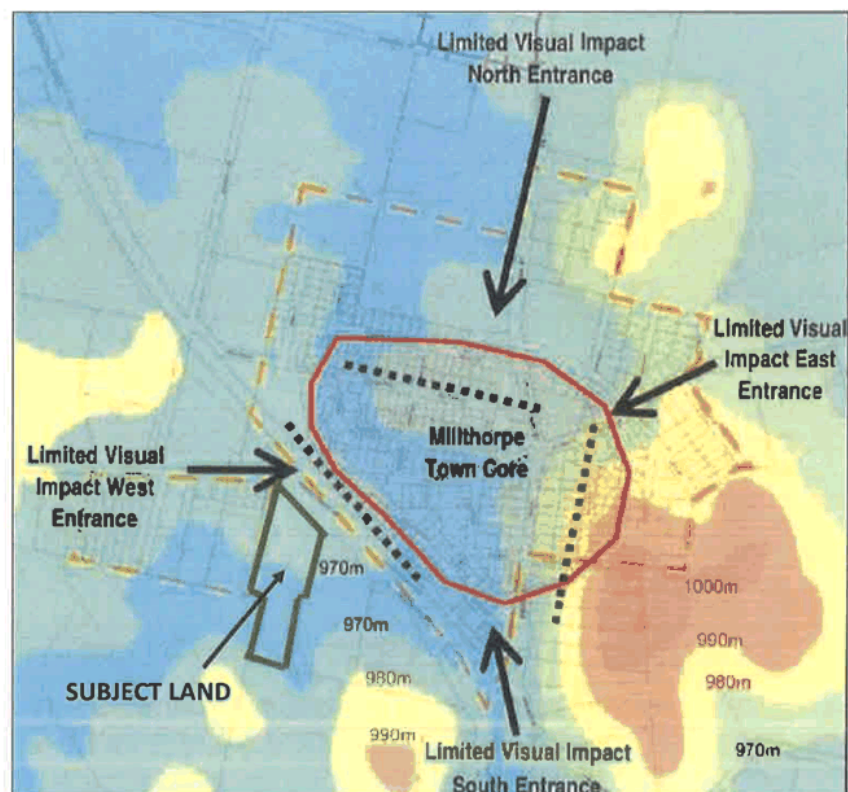 Limited Visual Impact
North Entrance
Limited Visual
Impact East
Entrance
Millthorpe
Town Core
Limited Visual
Impact West
Entrance
970m
1000m
970m
990m
980m
980m
SUBJECT LAND
990m
970m
Limited Visual Impact
South Entrance